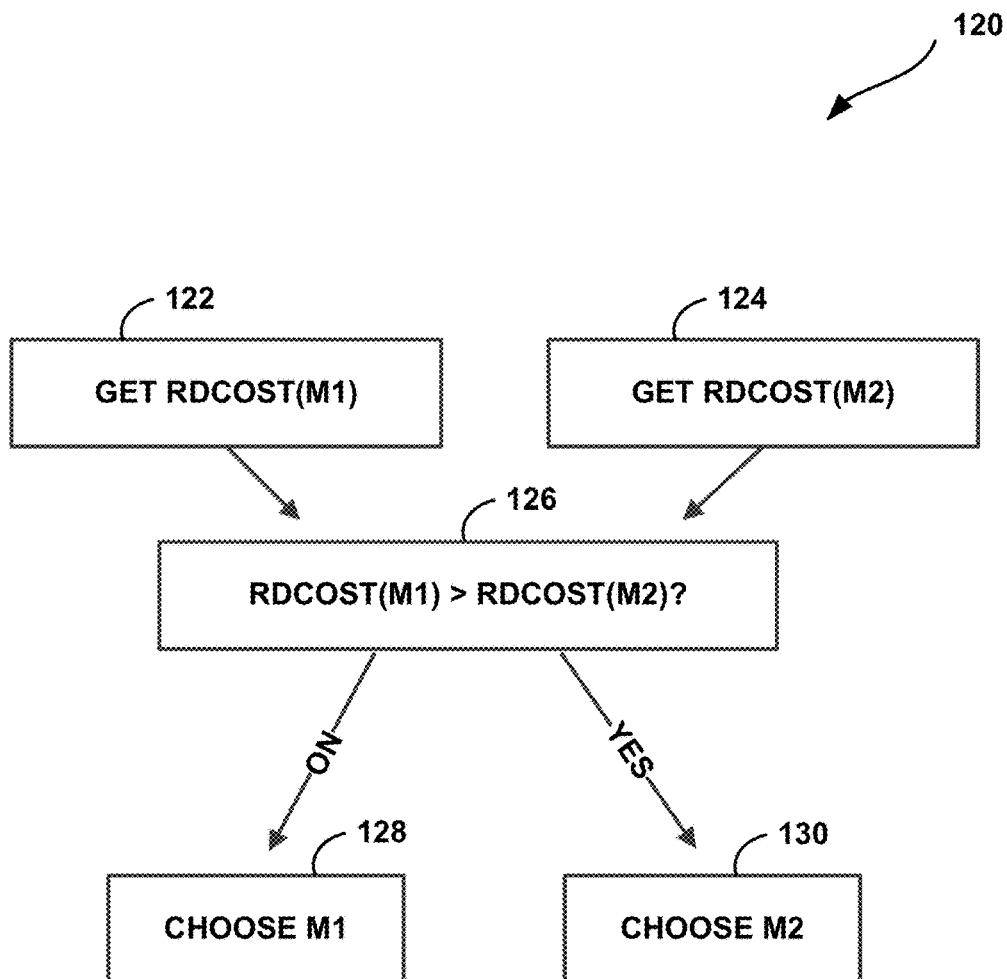 120
122
124
GET RDCOST(M1)
GET RDCOST(M2)
126
RDCOST(M1) > RDCOST(M2)?
NO
YES
128
130
CHOOSE M1
CHOOSE M2